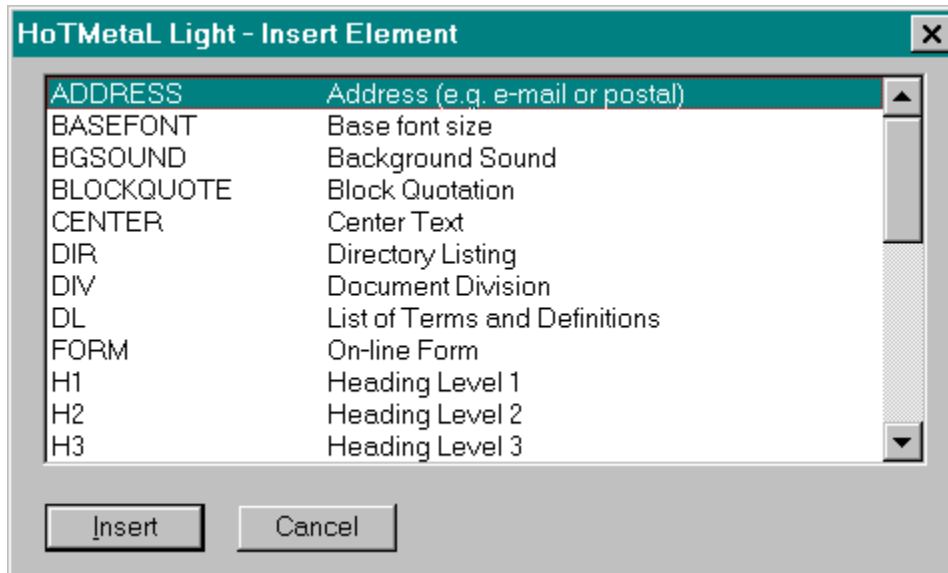 HoTMetaL Light - Insert Element
ADDRESS Address (e.g. e-mail or postal)
BASEFONT Base font size
BGSOUND Background Sound
BLOCKQUOTE Block Quotation
CENTER Center Text
DIR Directory Listing
DIV Document Division
DL List of Terms and Definitions
FORM On-line Form
H1 Heading Level 1
H2 Heading Level 2
H3 Heading Level 3
Insert Cancel